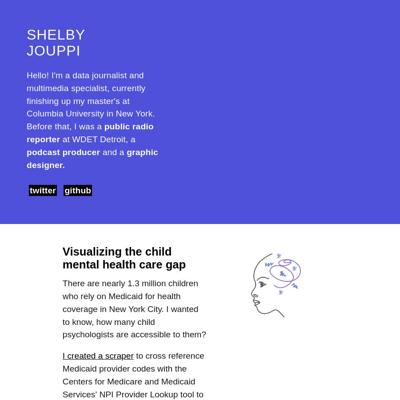 SHELBY
JOUPPI
Hello! I'm a data journalist and
multimedia specialist, currently
finishing up my master's at
Columbia University in New York.
Before that, I was a public radio
reporter at WDET Detroit, a
podcast producer and a graphic
designer.
twitter github
Visualizing the child
mental health care gap
There are nearly 1.3 million children
who rely on Medicaid for health
coverage in New York City. I wanted
to know, how many child
psychologists are accessible to them?
I created a scraper to cross reference
Medicaid provider codes with the
Centers for Medicare and Medicaid
Services' NPI Provider Lookup tool to